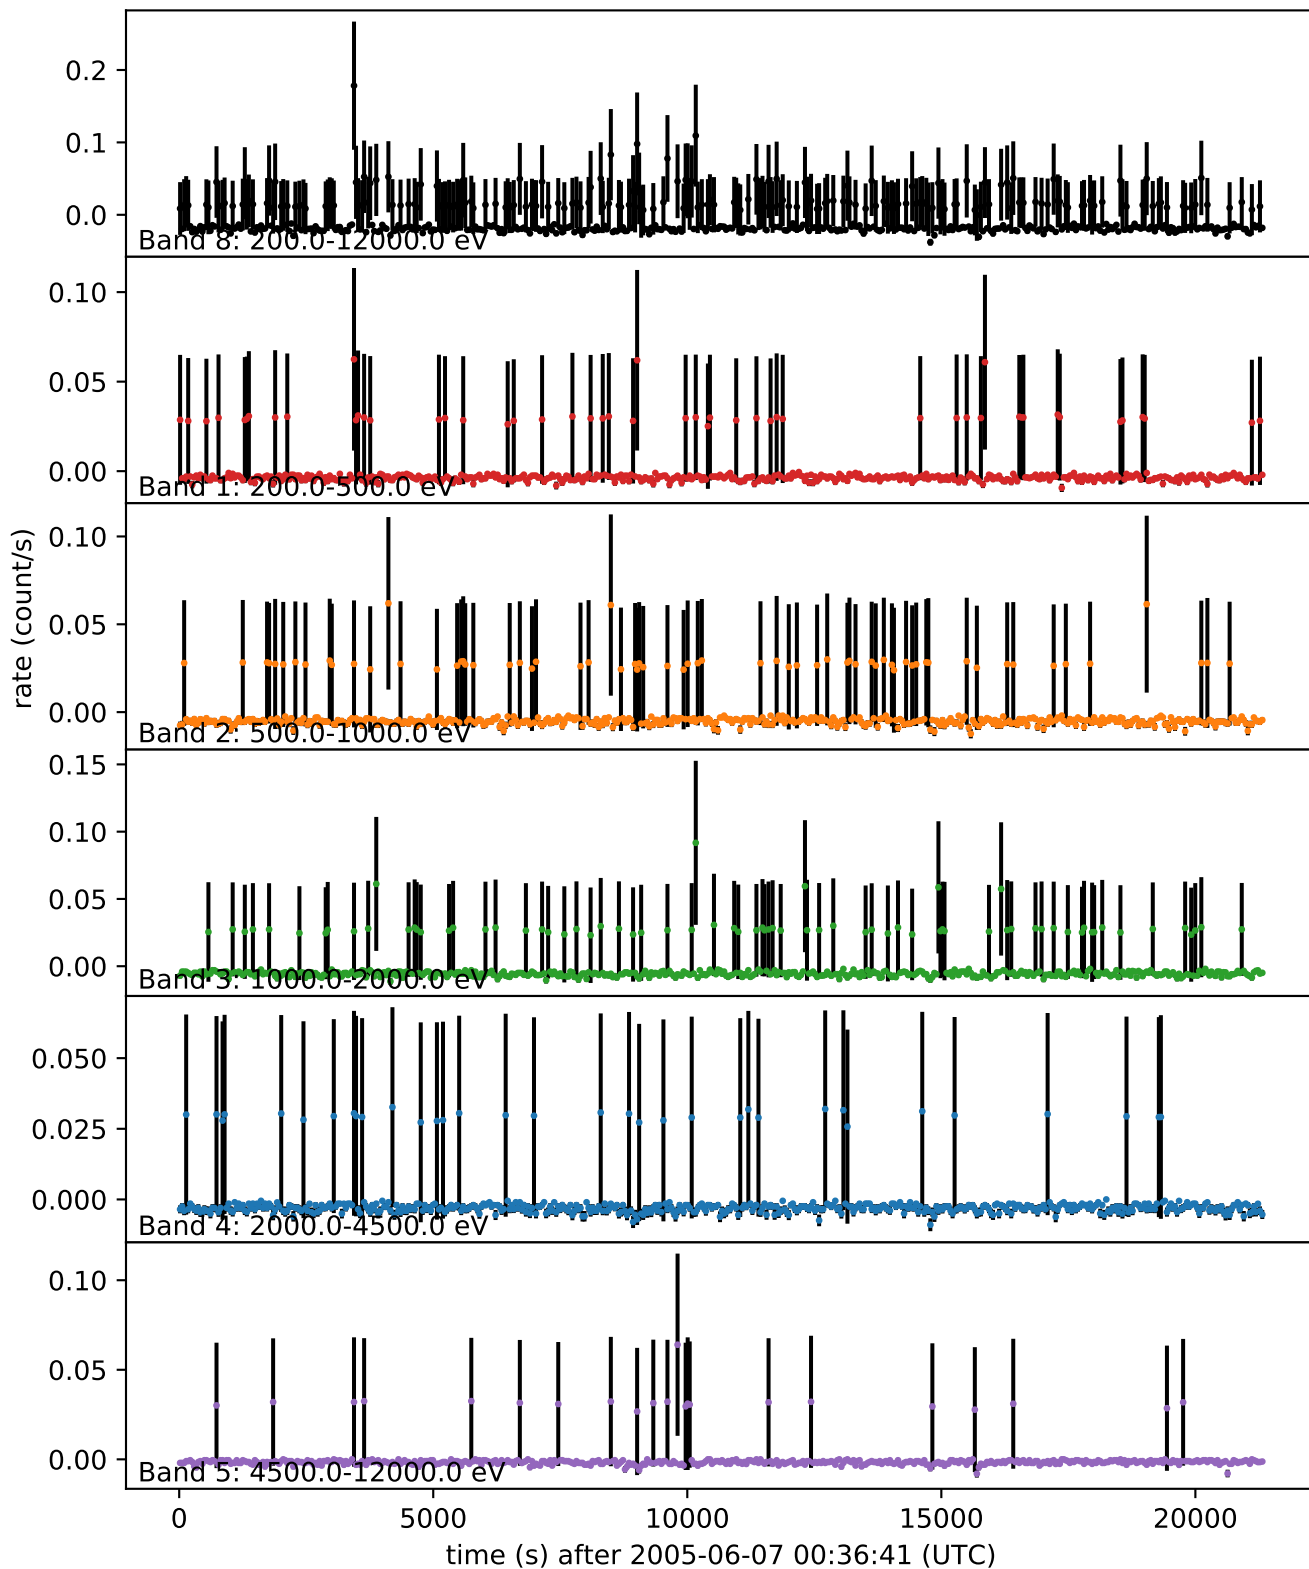 0.2
0.1
0.0
Band 8: 200.0-12000.0 eV
0.10
0.05
0.00
Band 1: 200.0-500.0 eV
rate (count/s)
0.10
0.05
0.00
Band 2: 500.0-1000.0 eV
0.15
0.10
0.05
0.00
Band 3: 1000.0-2000.0 eV
0.050
0.025
0.000
Band 4: 2000.0-4500.0 eV
0.10
0.05
0.00
Band 5: 4500.0-12000.0 eV
0 5000 10000 15000 20000
time (s) after 2005-06-07 00:36:41 (UTC)